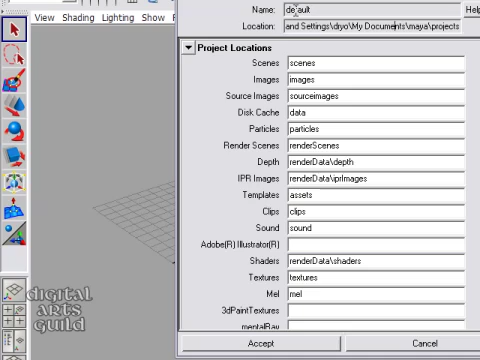 Name: default Help
View Shading Lighting Show
Location: and Settings\dryo\My Documents\maya\projects
Project Locations
Scenes scenes
Images images
Source Images sourceimages
Disk Cache data
Particles particles
Render Scenes renderScenes
Depth renderData\depth
IPR Images renderData\iprImages
Templates assets
Clips clips
Sound sound
Adobe(R) Illustrator(R)
Shaders renderData\shaders
Textures textures
Mel mel
3dPaintTextures
mentalRay
Accept Cancel
digital
arts
guild